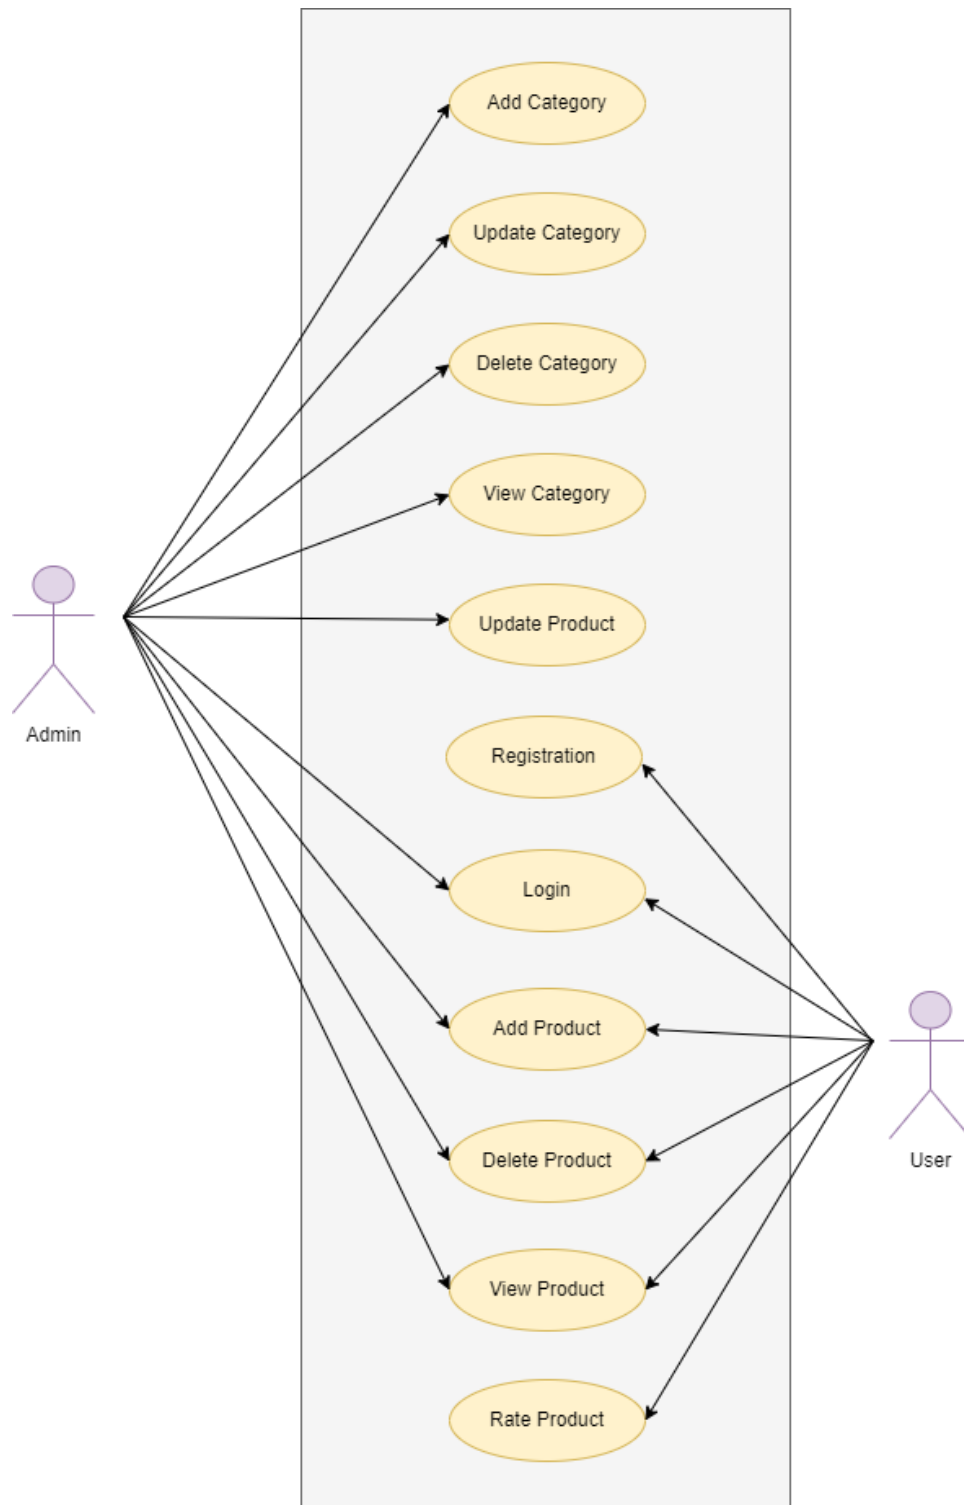 Add Category
Update Category
Delete Category
View Category
Update Product
Admin
Registration
Login
Add Product
Delete Product
User
View Product
Rate Product